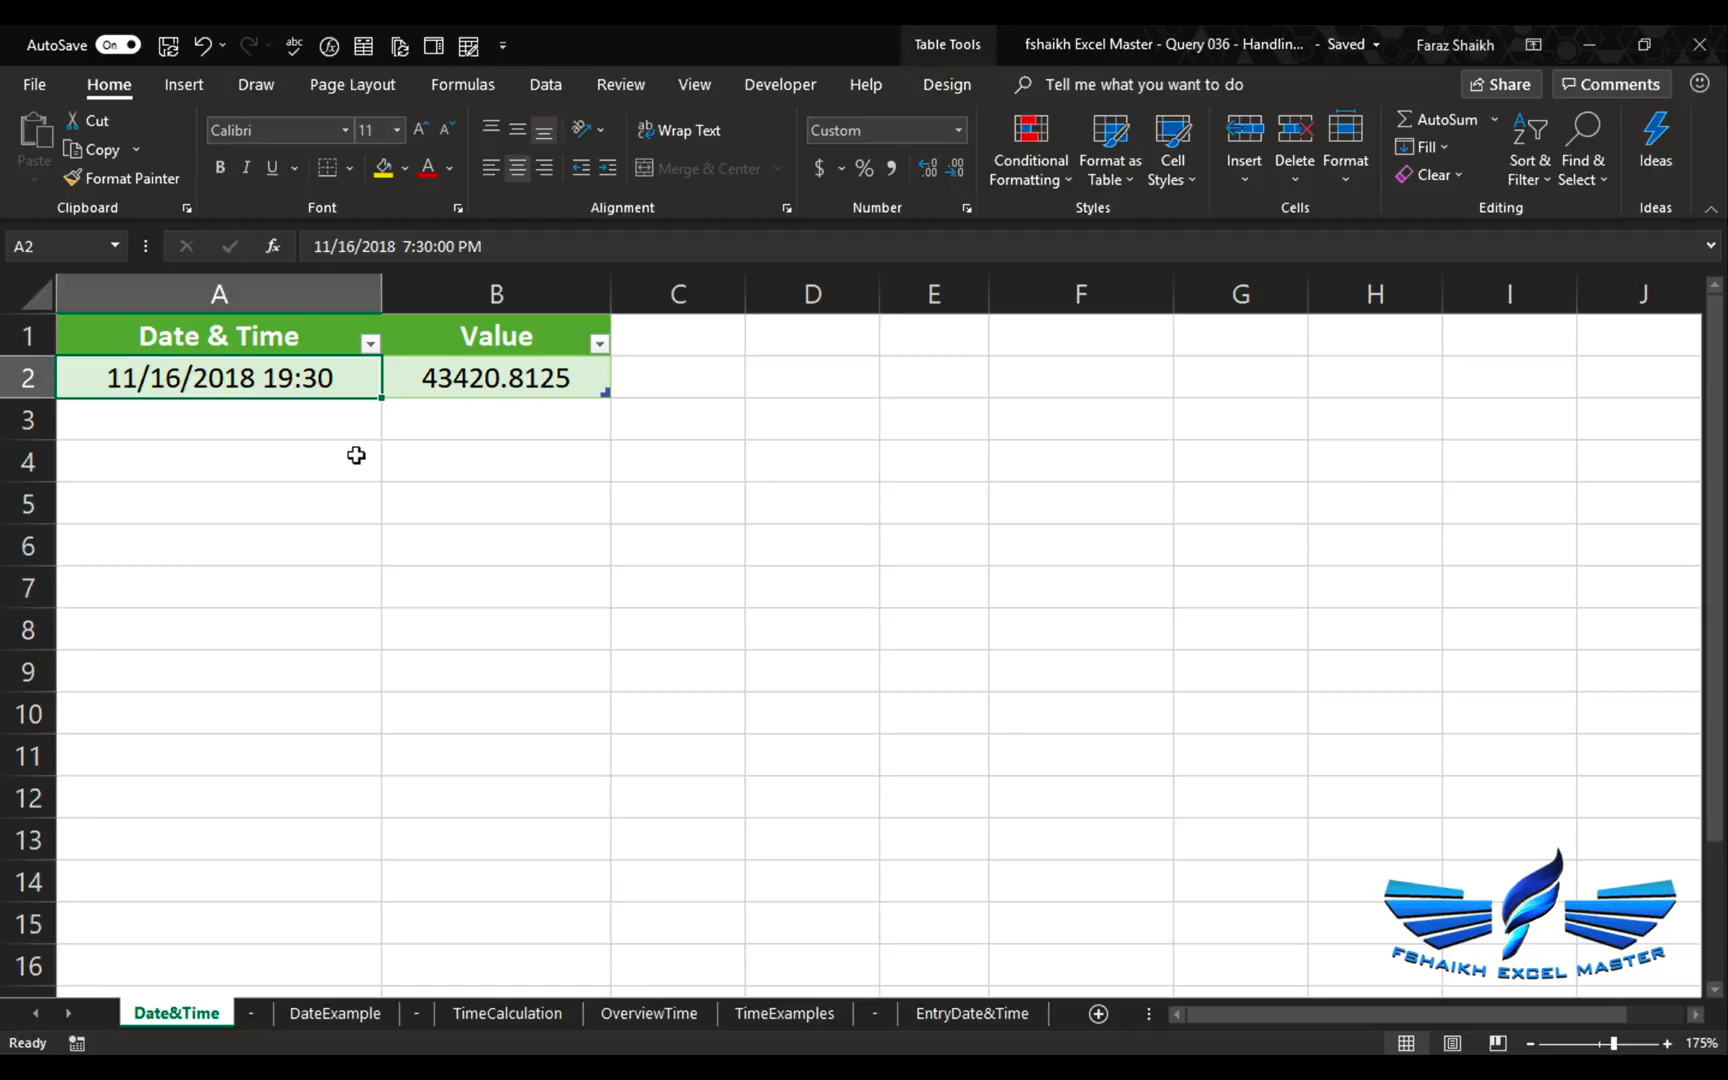 AutoSave On
Table Tools
fshaikh Excel Master - Query 036 - Handlin... - Saved
Faraz Shaikh
File Home Insert Draw Page Layout Formulas Data Review View Developer Help Design Tell me what you want to do Share Comments
Paste
Cut
Copy
Format Painter
Clipboard
Calibri 11
B I U
Font
Wrap Text
Merge & Center
Alignment
Custom
$ % ,
Number
Conditional Formatting
Format as Table
Cell Styles
Styles
Insert
Delete
Format
Cells
AutoSum
Fill
Clear
Sort & Filter
Find & Select
Editing
Ideas
Ideas
A2 fx 11/16/2018 7:30:00 PM
A B C D E F G H I J
1 Date & Time Value
2 11/16/2018 19:30 43420.8125
3
4
5
6
7
8
9
10
11
12
13
14
15
16
FSHAIKH EXCEL MASTER
Date&Time - DateExample - TimeCalculation OverviewTime TimeExamples - EntryDate&Time
Ready
175%